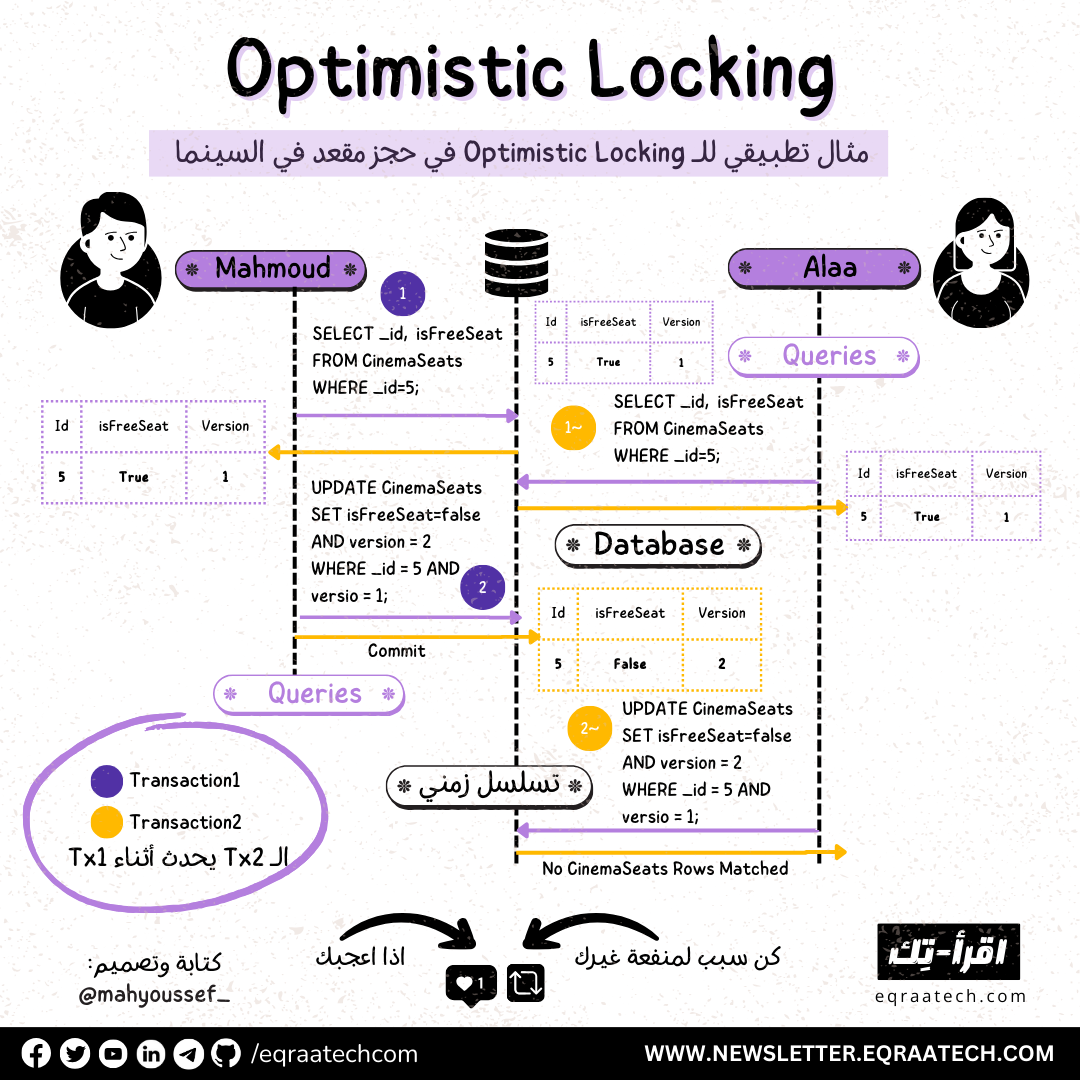 Optimistic Locking
مثال تطبيقي للـ Optimistic Locking في حجز مقعد في السينما
Mahmoud
Alaa
1
SELECT _id, isFreeSeat
FROM CinemaSeats
WHERE _id=5;
Id isFreeSeat Version
5 True 1
Queries
1~
SELECT _id, isFreeSeat
FROM CinemaSeats
WHERE _id=5;
Id isFreeSeat Version
5 True 1
Id isFreeSeat Version
5 True 1
UPDATE CinemaSeats
SET isFreeSeat=false
AND version = 2
WHERE _id = 5 AND
versio = 1;
2
Database
Id isFreeSeat Version
5 False 2
Commit
Queries
2~
UPDATE CinemaSeats
SET isFreeSeat=false
AND version = 2
WHERE _id = 5 AND
versio = 1;
تسلسل زمني
Transaction1
Transaction2
الـ Tx2 يحدث أثناء Tx1
No CinemaSeats Rows Matched
كتابة وتصميم:
@mahyoussef_
اذا اعجبك
1
كن سبب لمنفعة غيرك
اقرأ-تِك
eqraatech.com
/eqraatechcom
WWW.NEWSLETTER.EQRAATECH.COM